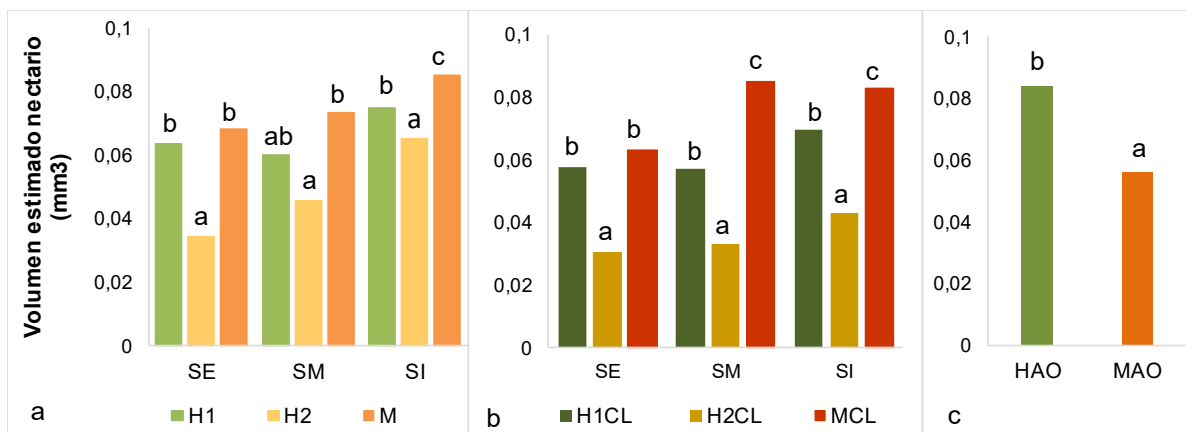 Volumen estimado nectario
(mm3)
0,1
0,08
0,06
0,04
0,02
0
b
a
b
ab
a
b
b
a
c
SE
SM
SI
a
H1
H2
M
0,1
0,08
0,06
0,04
0,02
0
b
a
b
b
a
c
b
a
c
SE
SM
SI
b
H1CL
H2CL
MCL
0,1
0,08
0,06
0,04
0,02
0
b
a
HAO
MAO
c